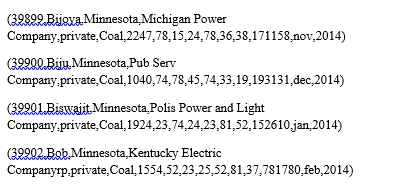 (39899,Bijoya,Minnesota,Michigan Power
Company,private,Coal,2247,78,15,24,78,36,38,171158,nov,2014)
(39900,Biju,Minnesota,Pub Serv
Company,private,Coal,1040,74,78,45,74,33,19,193131,dec,2014)
(39901,Biswajit,Minnesota,Polis Power and Light
Company,private,Coal,1924,23,74,24,23,81,52,152610,jan,2014)
(39902,Bob,Minnesota,Kentucky Electric
Companyrp,private,Coal,1554,52,23,25,52,81,37,781780,feb,2014)